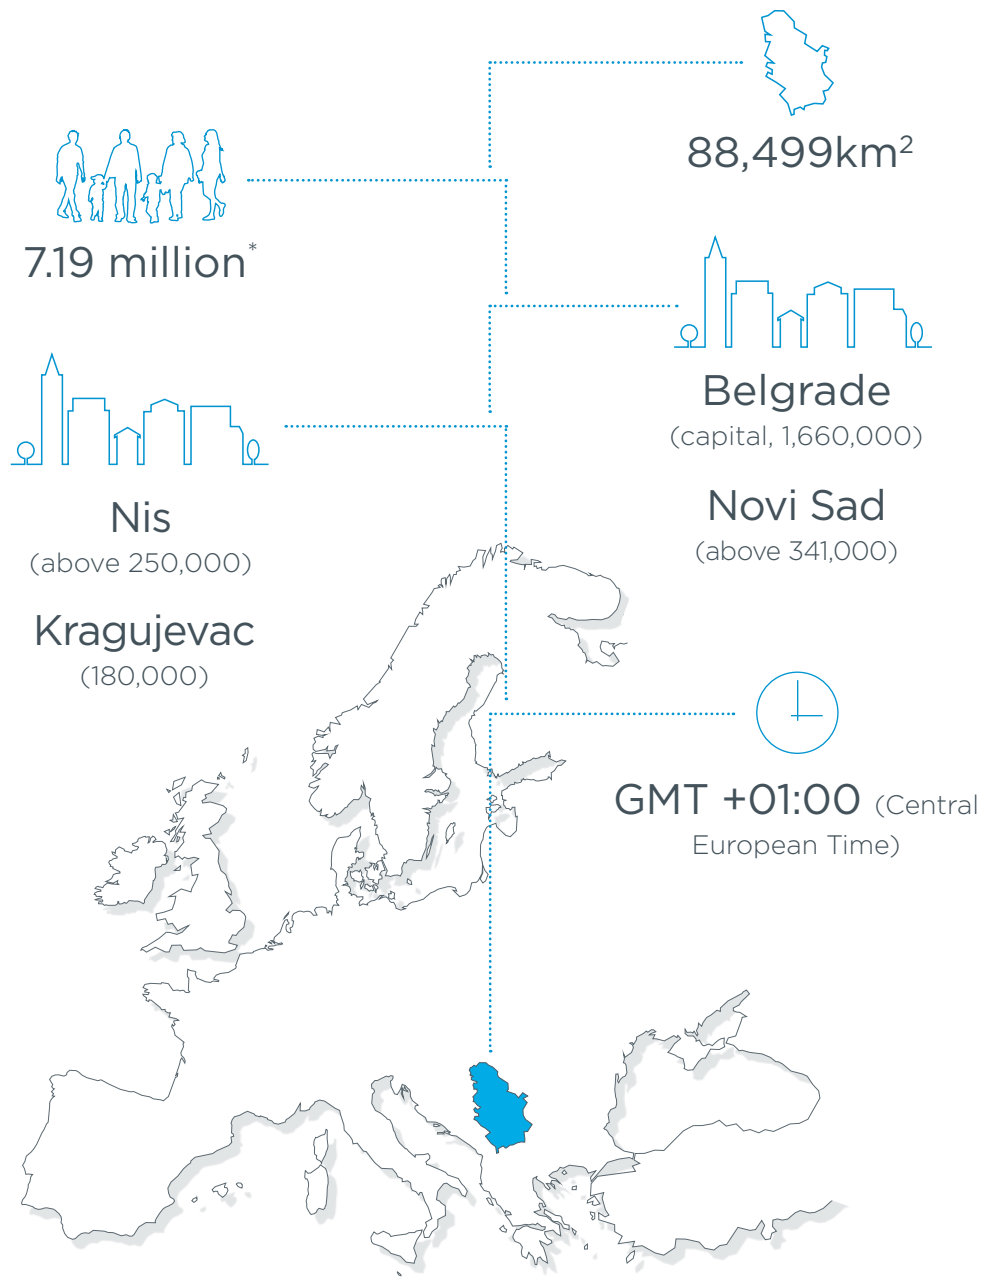 88,499km²
7.19 million*
Belgrade
(capital, 1,660,000)
Novi Sad
(above 341,000)
Nis
(above 250,000)
Kragujevac
(180,000)
GMT +01:00 (Central
European Time)